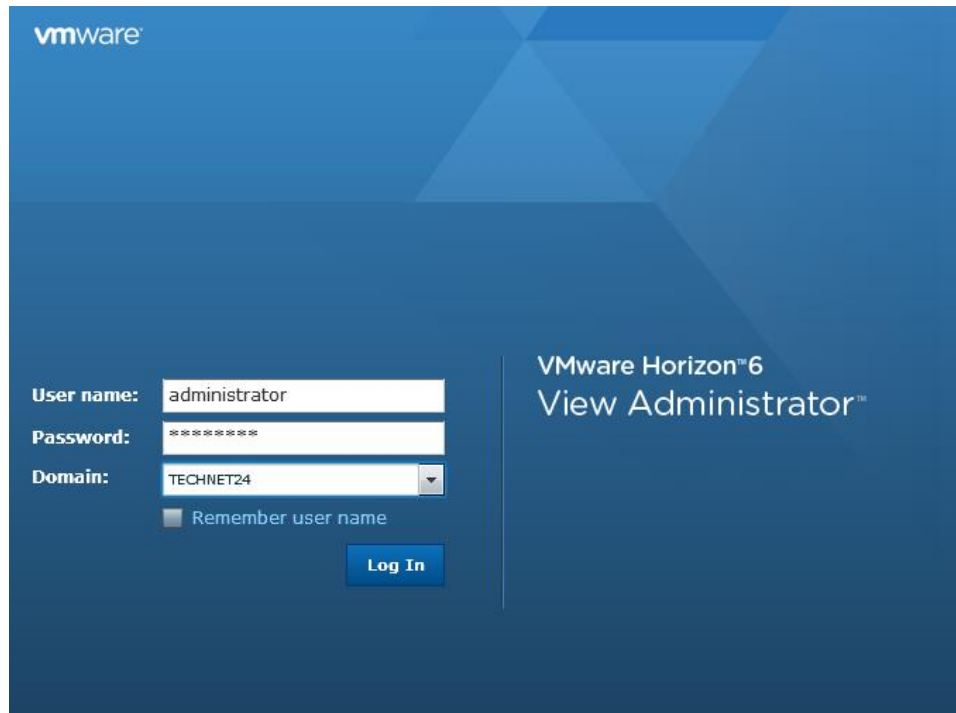 vmware
User name:
administrator
Password:
********
Domain:
TECHNET24
Remember user name
Log In
VMware Horizon™6
View Administrator™